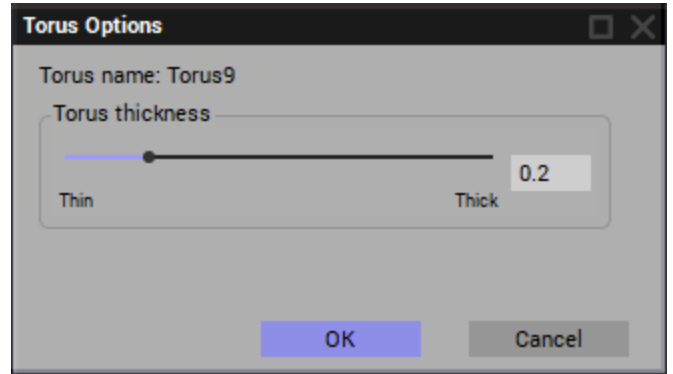 Torus Options
Torus name: Torus9
Torus thickness
0.2
Thin Thick
OK Cancel